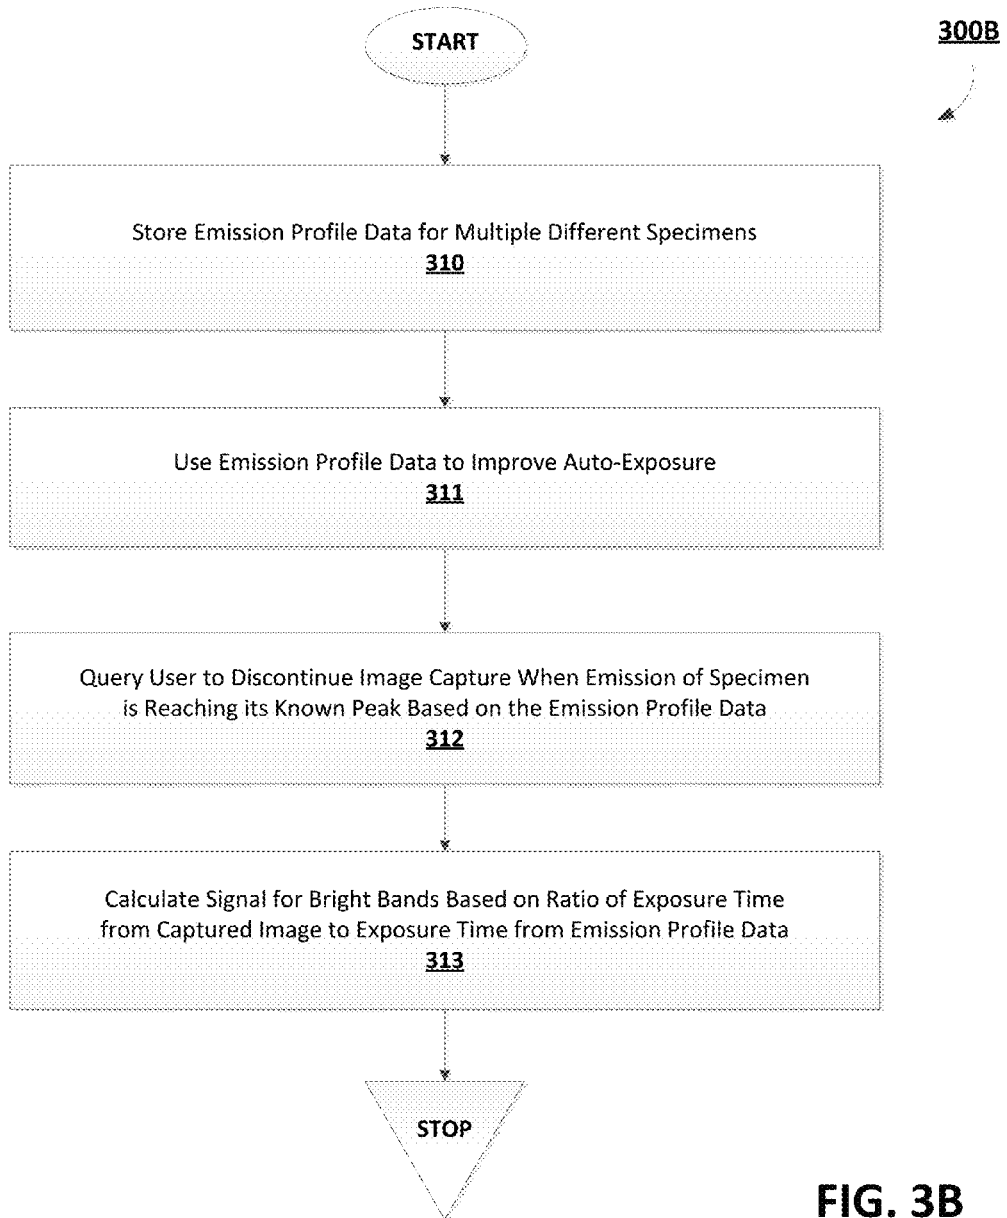 START
300B
Store Emission Profile Data for Multiple Different Specimens
310
Use Emission Profile Data to Improve Auto-Exposure
311
Query User to Discontinue Image Capture When Emission of Specimen
is Reaching its Known Peak Based on the Emission Profile Data
312
Calculate Signal for Bright Bands Based on Ratio of Exposure Time
from Captured Image to Exposure Time from Emission Profile Data
313
STOP
FIG. 3B